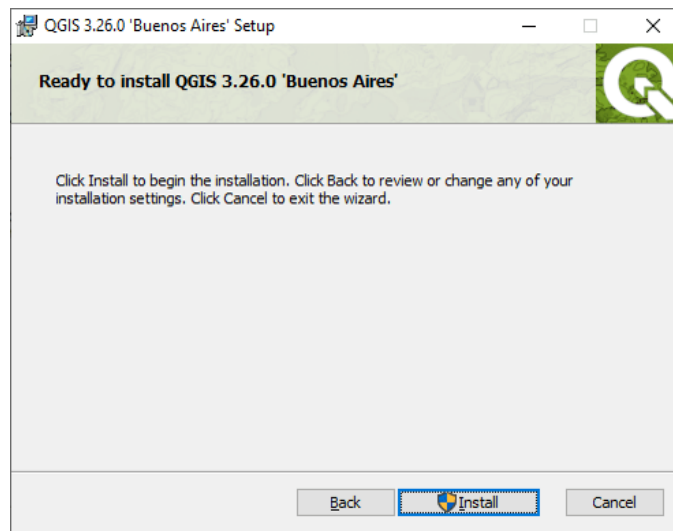 QGIS 3.26.0 'Buenos Aires' Setup
Ready to install QGIS 3.26.0 'Buenos Aires'
Click Install to begin the installation. Click Back to review or change any of your
installation settings. Click Cancel to exit the wizard.
Back Install Cancel